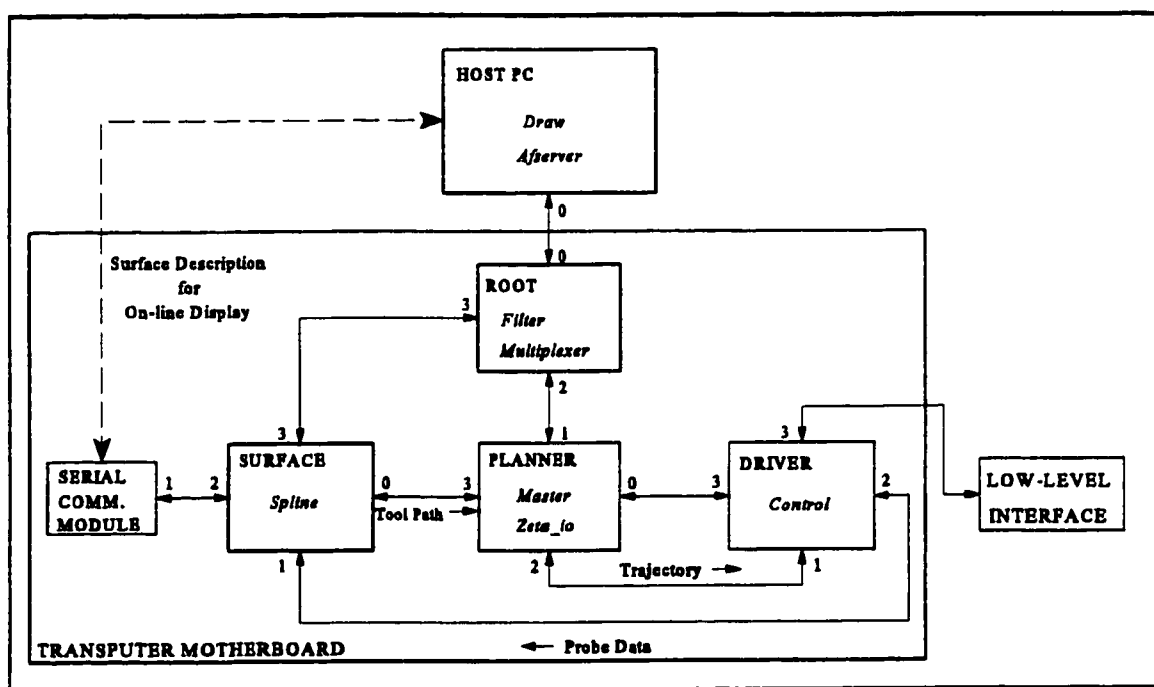 HOST PC
Draw
Afserver
0
0
Surface Description
for
On-line Display
ROOT
3
Filter
Multiplexer
2
3
1
3
SERIAL
COMM.
MODULE
1
2
SURFACE
Spline
0
Tool Path
3
PLANNER
Master
Zeta_io
0
3
DRIVER
Control
2
LOW-LEVEL
INTERFACE
1
2
Trajectory
1
TRANSPUTER MOTHERBOARD
Probe Data